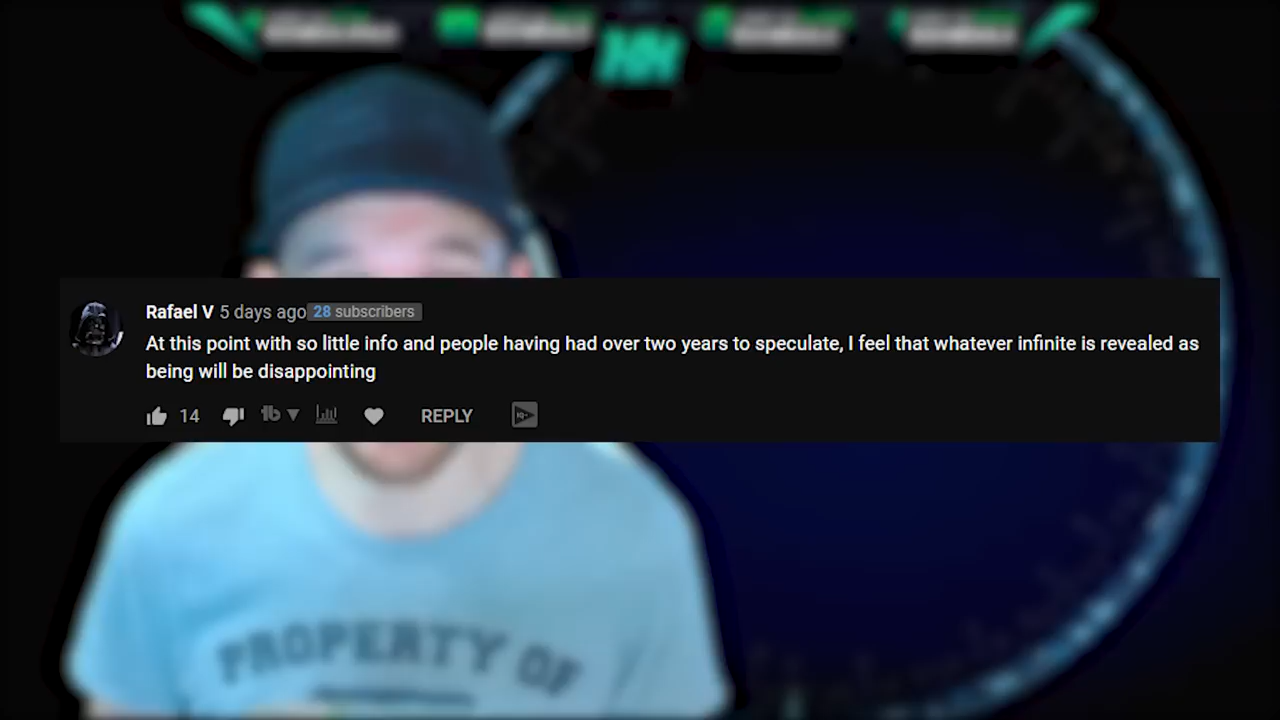 HH
Rafael V 5 days ago 28 subscribers
At this point with so little info and people having had over two years to speculate, I feel that whatever infinite is revealed as
being will be disappointing
14 REPLY
PROPERTY OF